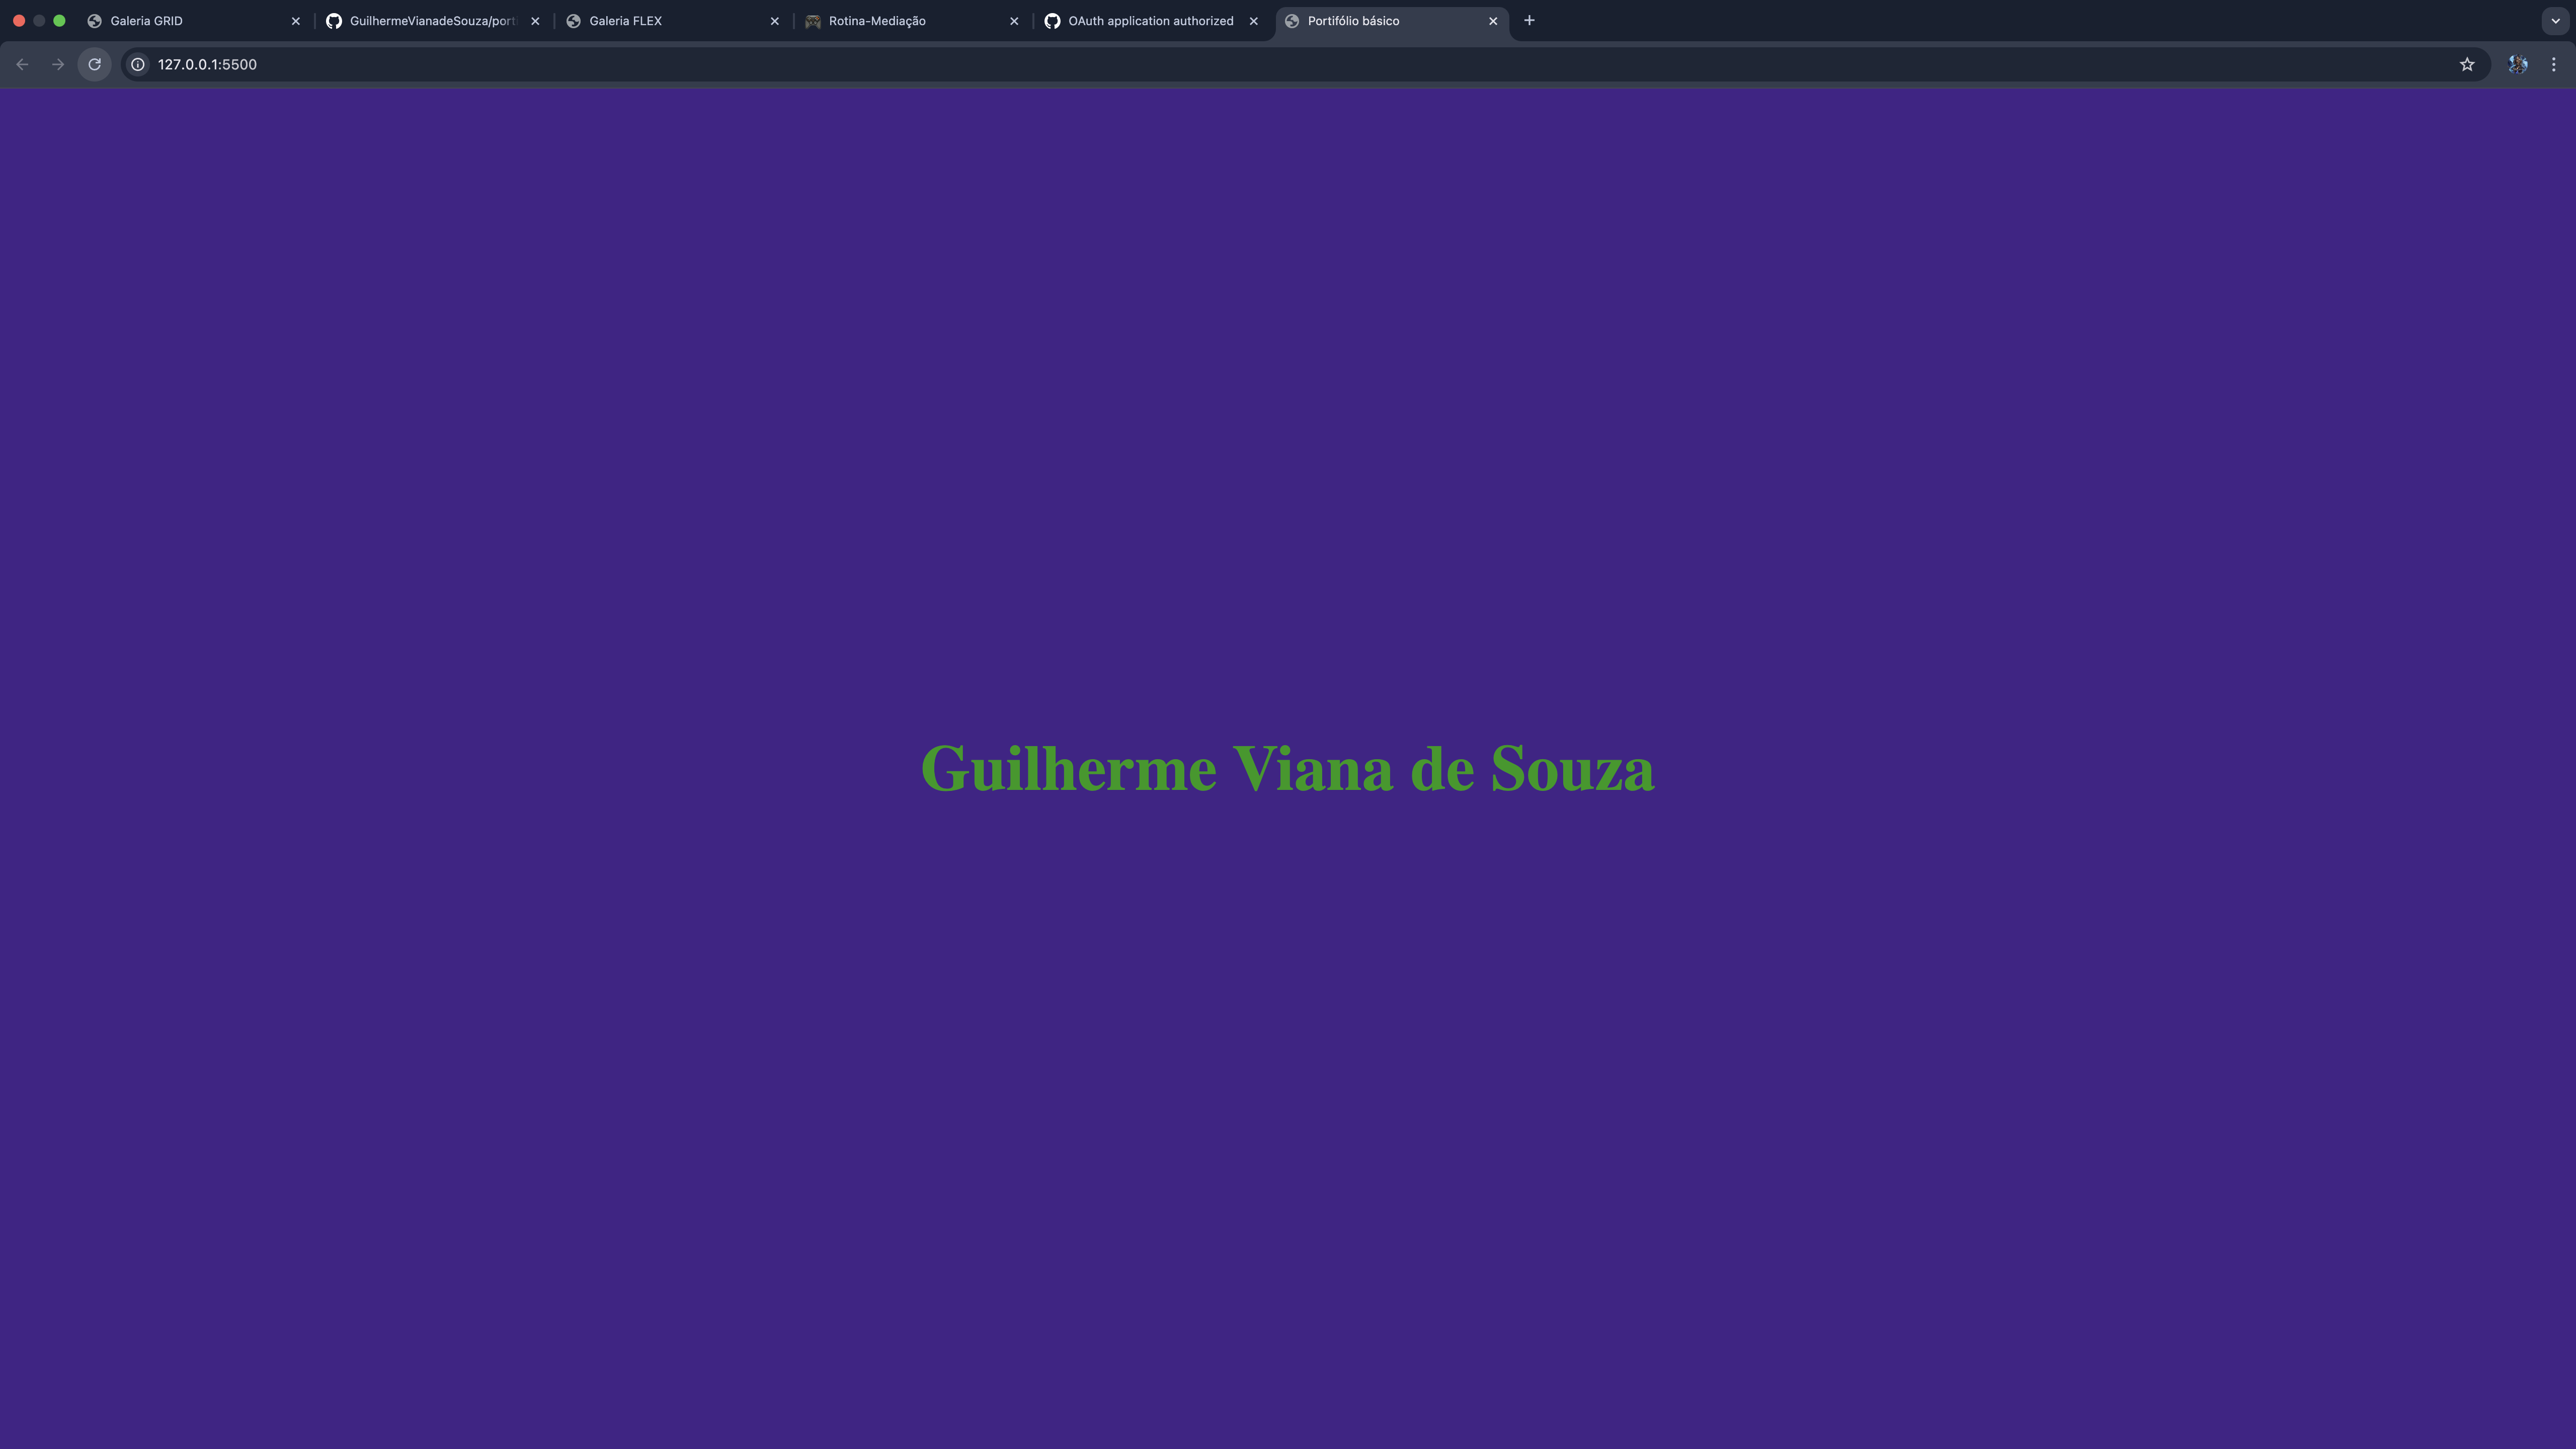 Galeria GRID
GuilhermeVianadeSouza/port
Galeria FLEX
Rotina-Mediação
OAuth application authorized
Portifólio básico
127.0.0.1:5500
Guilherme Viana de Souza